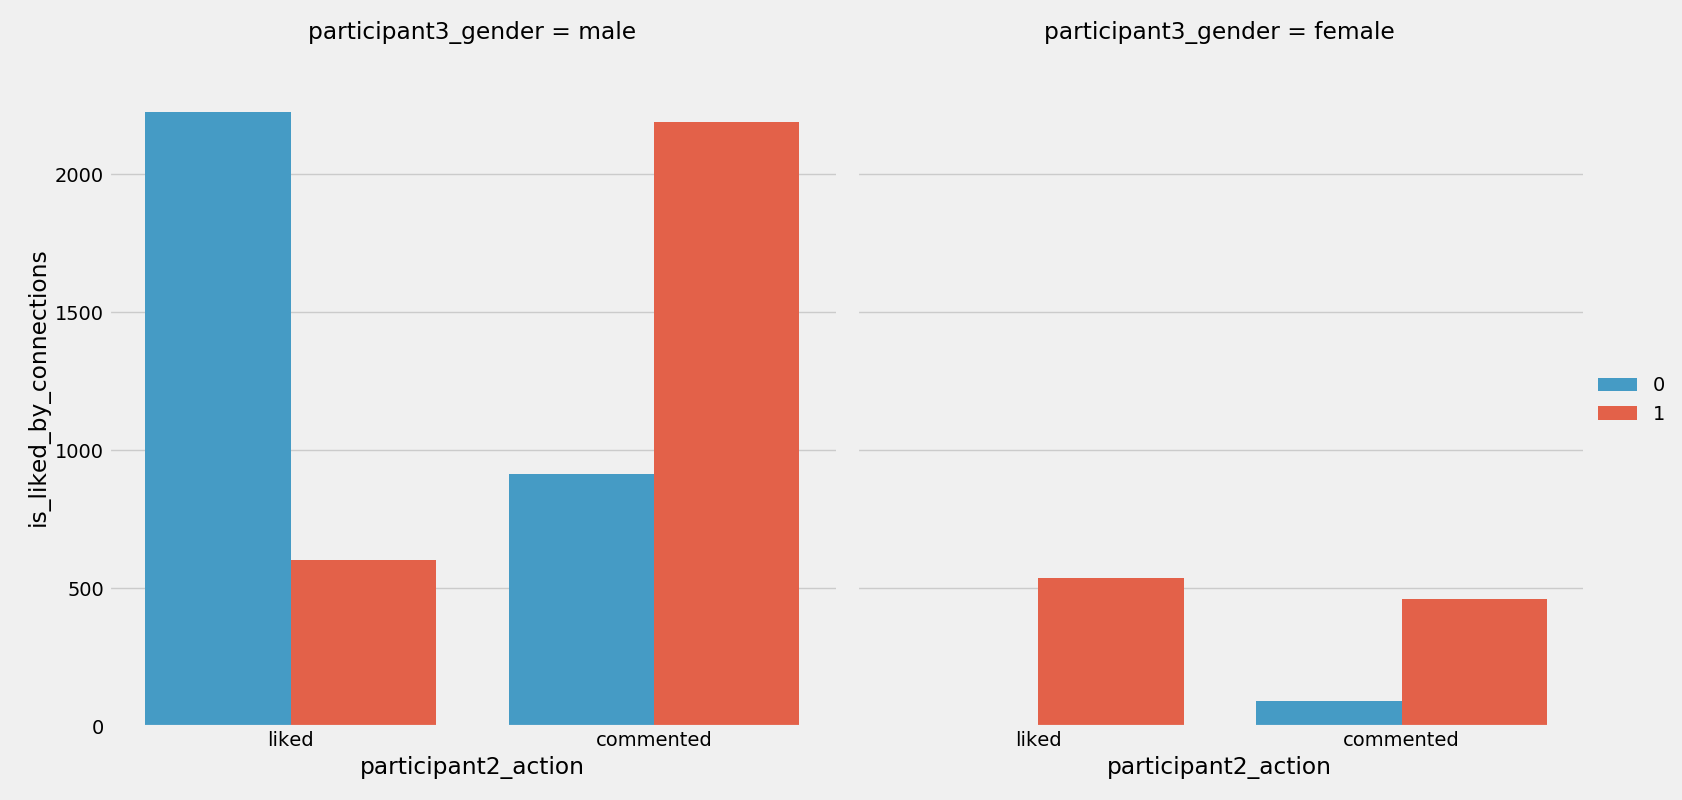 participant3_gender = male
participant3_gender = female
is_liked_by_connections
2000
1500
1000
500
0
liked
commented
participant2_action
liked
commented
participant2_action
0
1